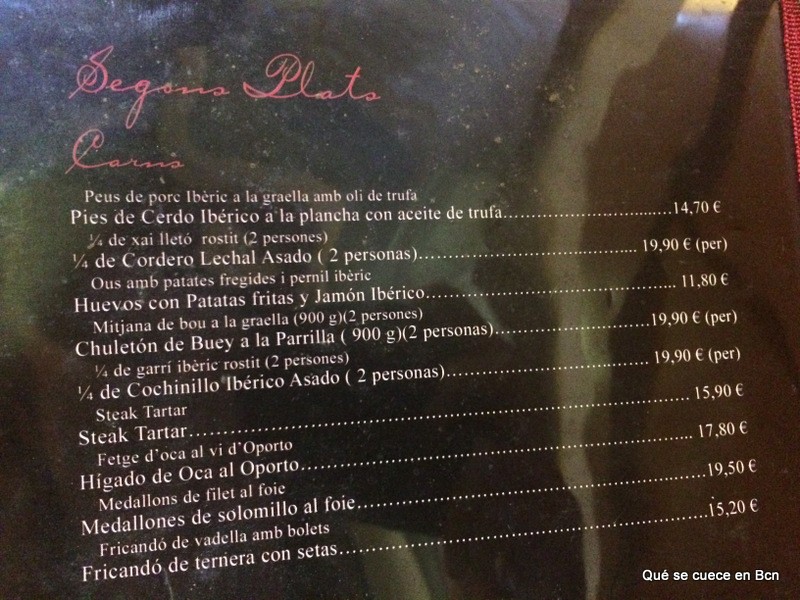 Segons Plats
Carns
Peus de porc Ibèric a la graella amb oli de trufa
Pies de Cerdo Ibérico a la plancha con aceite de trufa..............................14,70 €
¼ de xai lletó rostit (2 persones)
¼ de Cordero Lechal Asado ( 2 personas)........................................ 19,90 € (per)
Ous amb patates fregides i pernil ibèric
Huevos con Patatas fritas y Jamón Ibérico............................................. 11,80 €
Mitjana de bou a la graella (900 g)(2 persones)
Chuletón de Buey a la Parrilla ( 900 g)(2 personas)............................19,90 € (per)
¼ de garrí ibèric rostit (2 persones)
¼ de Cochinillo Ibérico Asado ( 2 personas)..................................... 19,90 € (per)
Steak Tartar
Steak Tartar...................................................................................... 15,90 €
Fetge d'oca al vi d'Oporto
Higado de Oca al Oporto.................................................................... 17,80 €
Medallons de filet al foie
Medallones de solomillo al foie...........................................................19,50 €
Fricandó de vadella amb bolets
Fricandó de ternera con setas..............................................................15,20 €
Qué se cuece en Bcn